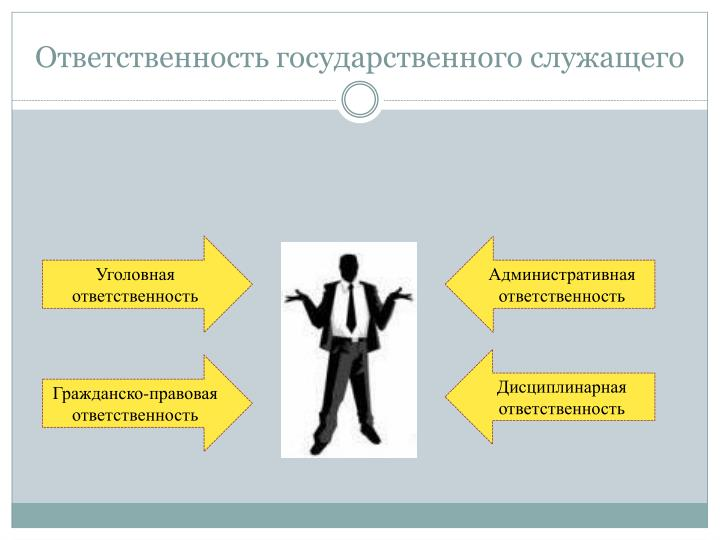 Ответственность государственного служащего
Уголовная
ответственность
Административная
ответственность
Гражданско-правовая
ответственность
Дисциплинарная
ответственность